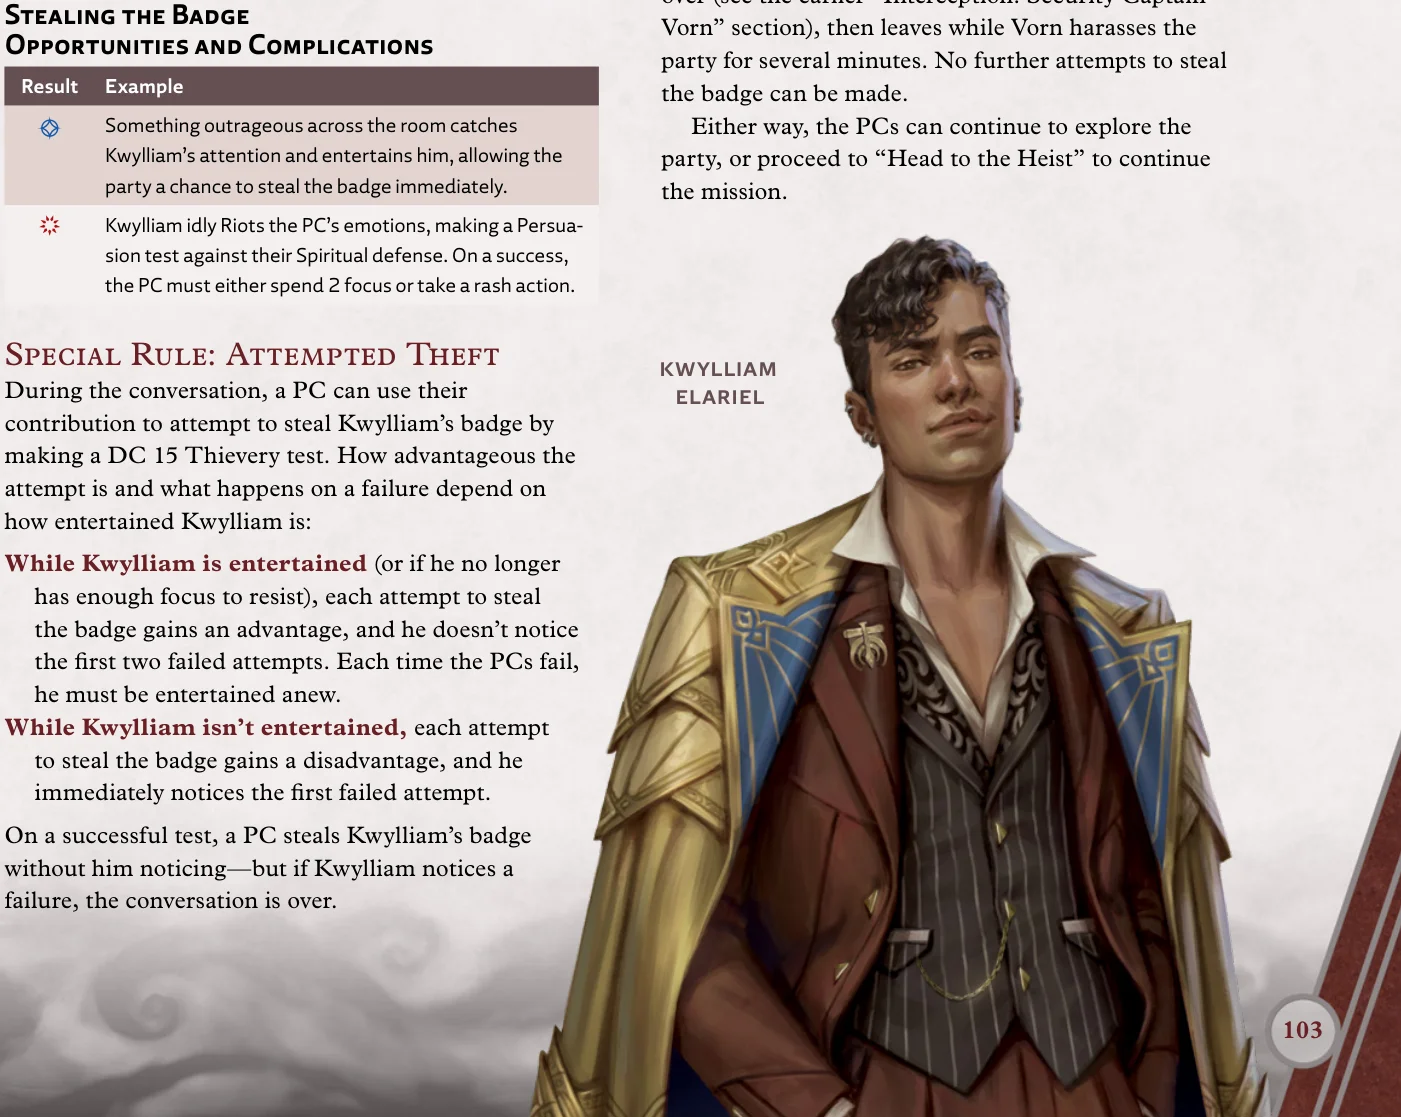 Stealing the Badge
Opportunities and Complications
Result Example
Something outrageous across the room catches
Kwylliam’s attention and entertains him, allowing the
party a chance to steal the badge immediately.
Kwylliam idly Riots the PC’s emotions, making a Persua-
sion test against their Spiritual defense. On a success,
the PC must either spend 2 focus or take a rash action.
Special Rule: Attempted Theft
During the conversation, a PC can use their
contribution to attempt to steal Kwylliam’s badge by
making a DC 15 Thievery test. How advantageous the
attempt is and what happens on a failure depend on
how entertained Kwylliam is:
While Kwylliam is entertained (or if he no longer
has enough focus to resist), each attempt to steal
the badge gains an advantage, and he doesn’t notice
the first two failed attempts. Each time the PCs fail,
he must be entertained anew.
While Kwylliam isn’t entertained, each attempt
to steal the badge gains a disadvantage, and he
immediately notices the first failed attempt.
On a successful test, a PC steals Kwylliam’s badge
without him noticing—but if Kwylliam notices a
failure, the conversation is over.
over (see the earlier “Interception: Security Captain
Vorn” section), then leaves while Vorn harasses the
party for several minutes. No further attempts to steal
the badge can be made.
Either way, the PCs can continue to explore the
party, or proceed to “Head to the Heist” to continue
the mission.
KWYLLIAM
ELARIEL
103